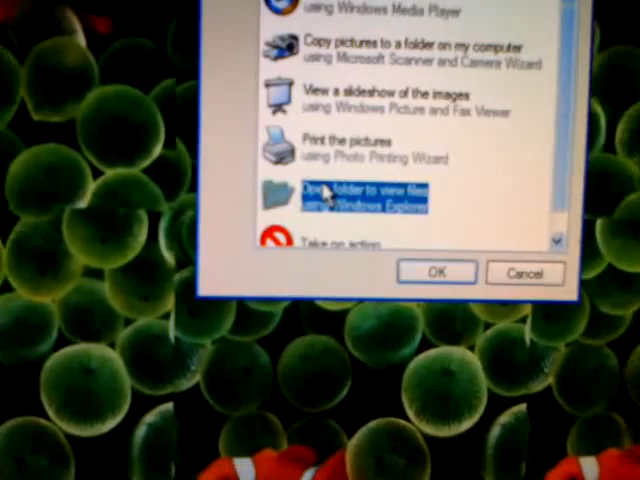 using Windows Media Player
Copy pictures to a folder on my computer
using Microsoft Scanner and Camera Wizard
View a slideshow of the images
using Windows Picture and Fax Viewer
Print the pictures
using Photo Printing Wizard
Open folder to view files
using Windows Explorer
Take no action
OK
Cancel